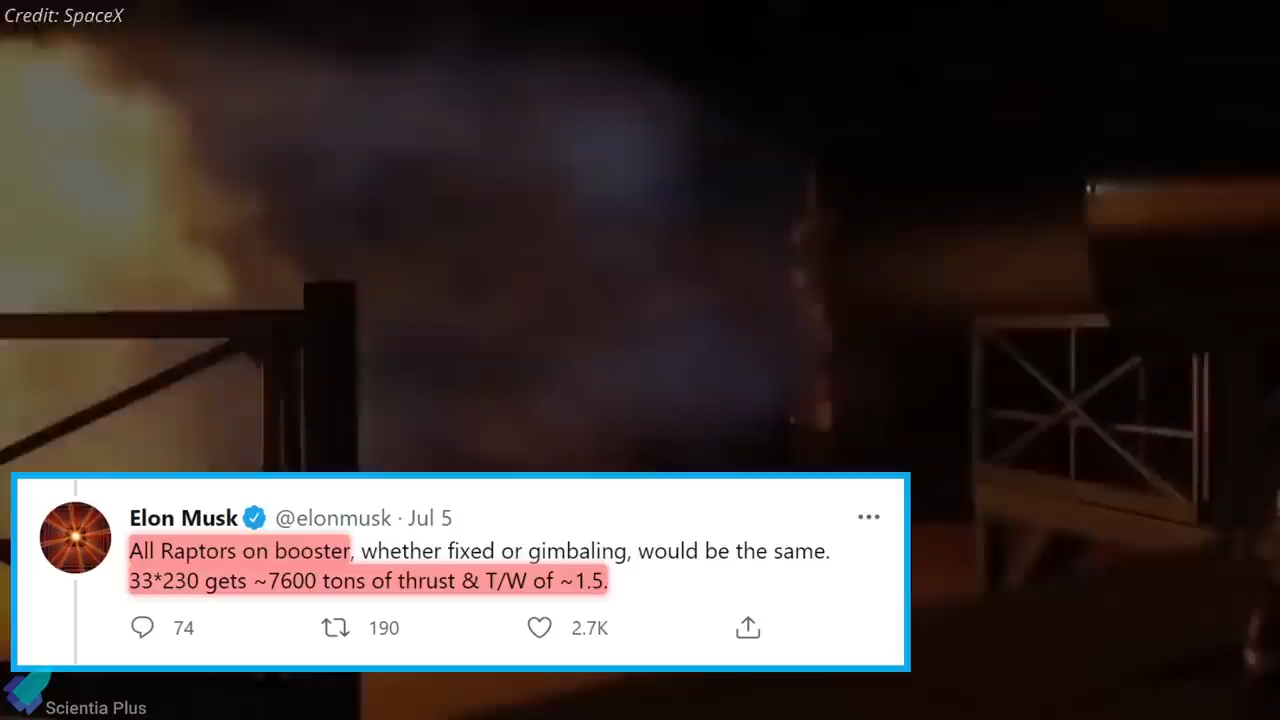 Credit: SpaceX
Elon Musk @elonmusk · Jul 5
All Raptors on booster, whether fixed or gimbaling, would be the same.
33*230 gets ~7600 tons of thrust & T/W of ~1.5.
74 190 2.7K
Scientia Plus